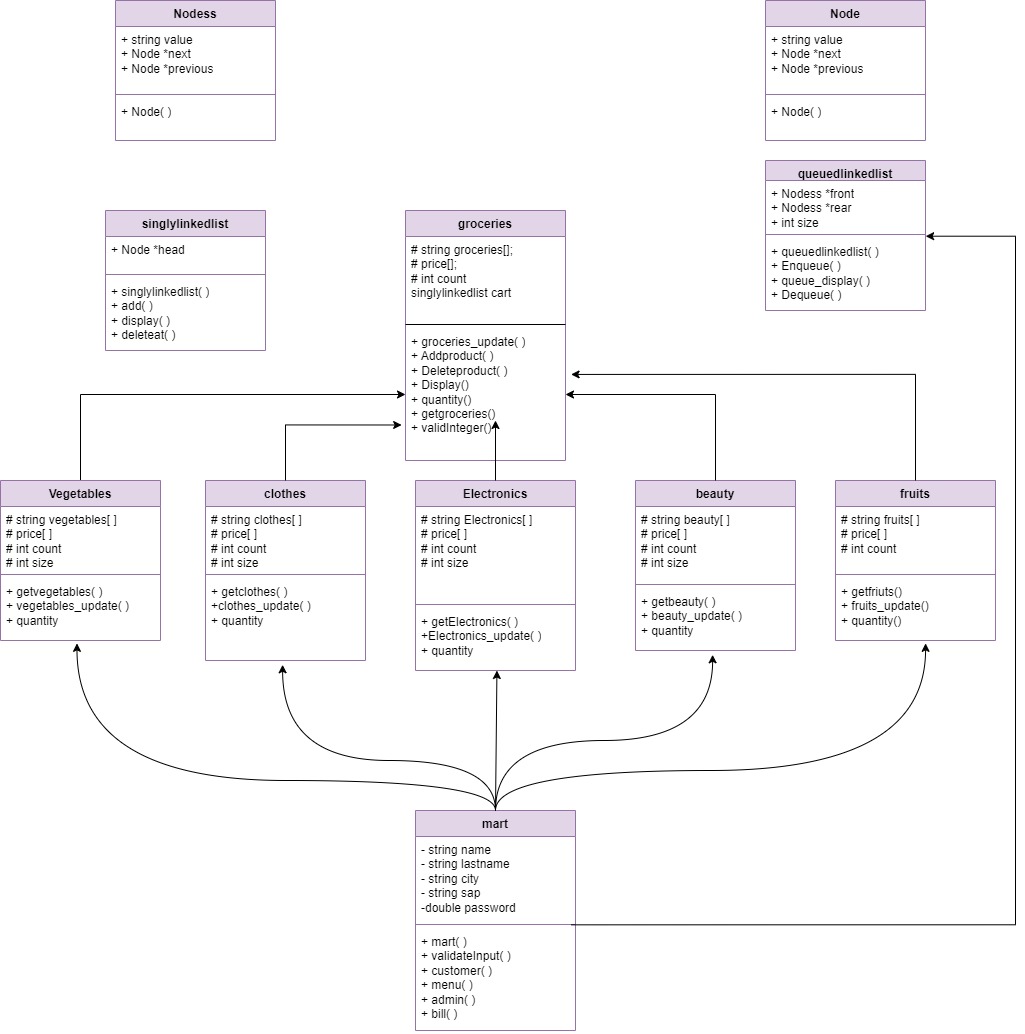 Nodess
+ string value
+ Node *next
+ Node *previous
+ Node( )
Node
+ string value
+ Node *next
+ Node *previous
+ Node( )
queuedlinkedlist
+ Nodess *front
+ Nodess *rear
+ int size
+ queuedlinkedlist( )
+ Enqueue( )
+ queue_display( )
+ Dequeue( )
singlylinkedlist
+ Node *head
+ singlylinkedlist( )
+ add( )
+ display( )
+ deleteat( )
groceries
# string groceries[];
# price[];
# int count
singlylinkedlist cart
+ groceries_update( )
+ Addproduct( )
+ Deleteproduct( )
+ Display()
+ quantity()
+ getgroceries()
+ validInteger()
Vegetables
# string vegetables[ ]
# price[ ]
# int count
# int size
+ getvegetables( )
+ vegetables_update( )
+ quantity
clothes
# string clothes[ ]
# price[ ]
# int count
# int size
+ getclothes( )
+clothes_update( )
+ quantity
Electronics
# string Electronics[ ]
# price[ ]
# int count
# int size
+ getElectronics( )
+Electronics_update( )
+ quantity
beauty
# string beauty[ ]
# price[ ]
# int count
# int size
+ getbeauty( )
+ beauty_update( )
+ quantity
fruits
# string fruits[ ]
# price[ ]
# int count
+ getfriuts()
+ fruits_update()
+ quantity()
mart
- string name
- string lastname
- string city
- string sap
-double password
+ mart( )
+ validateInput( )
+ customer( )
+ menu( )
+ admin( )
+ bill( )